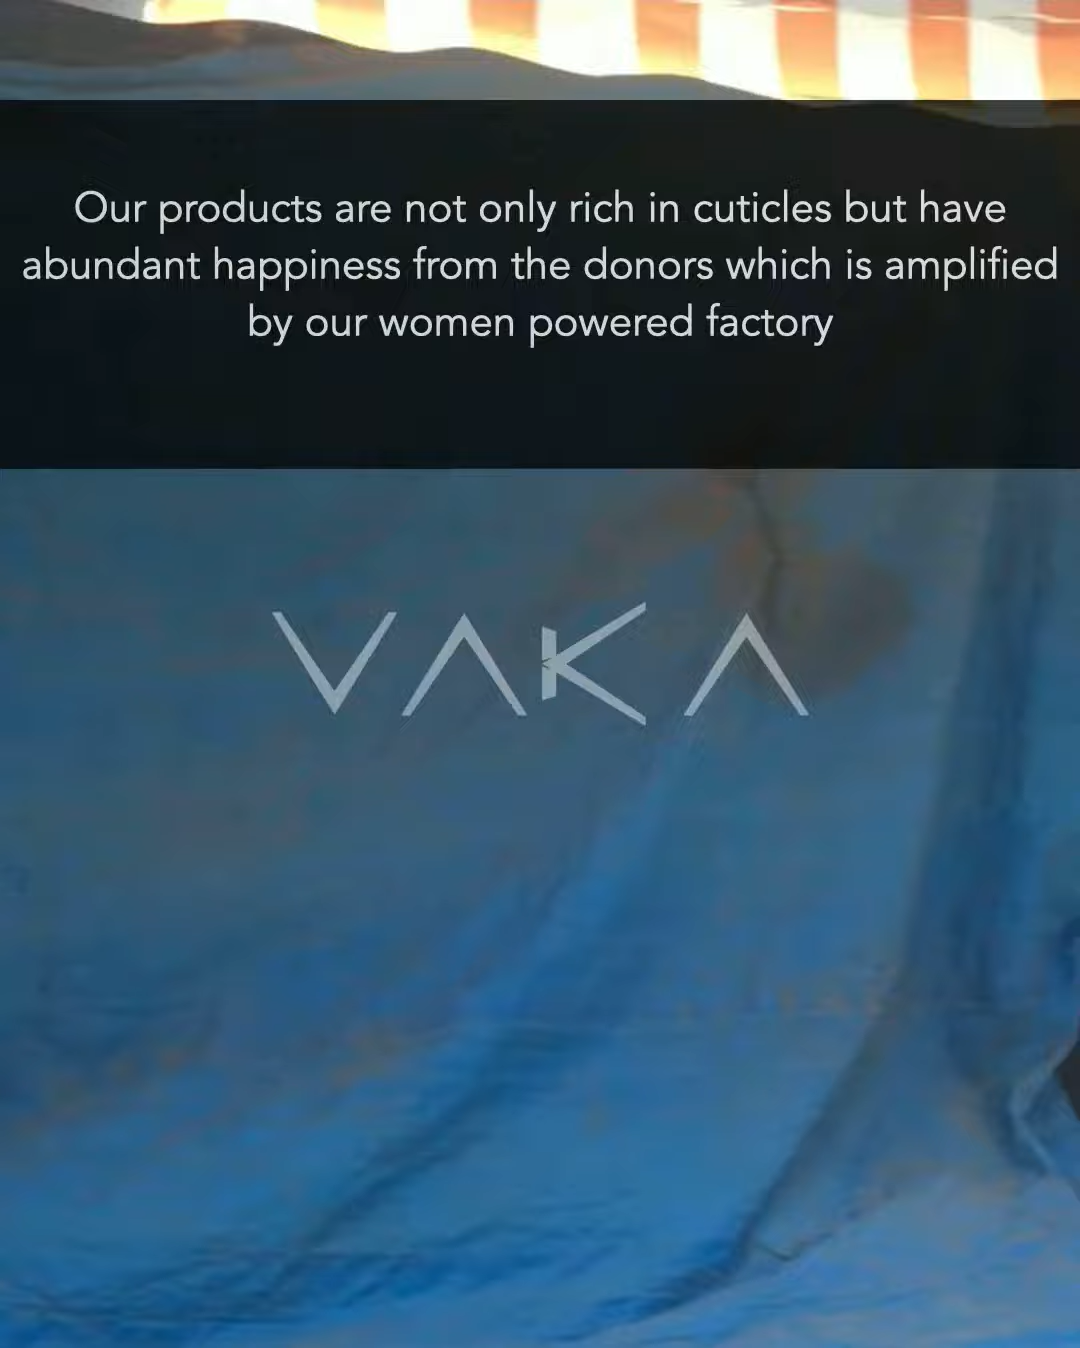 Our products are not only rich in cuticles but have
abundant happiness from the donors which is amplified
by our women powered factory
VAKA